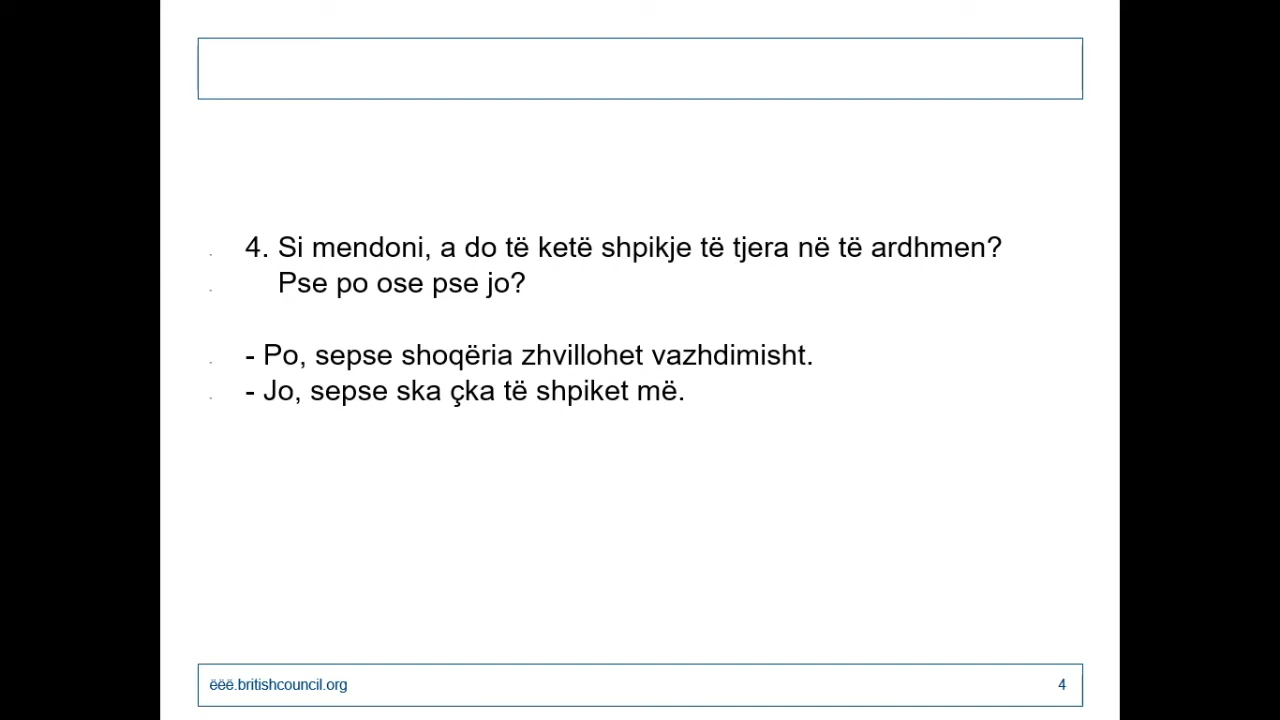 4. Si mendoni, a do të ketë shpikje të tjera në të ardhmen?
Pse po ose pse jo?
- Po, sepse shoqëria zhvillohet vazhdimisht.
- Jo, sepse ska çka të shpiket më.
ëëë.britishcouncil.org
4